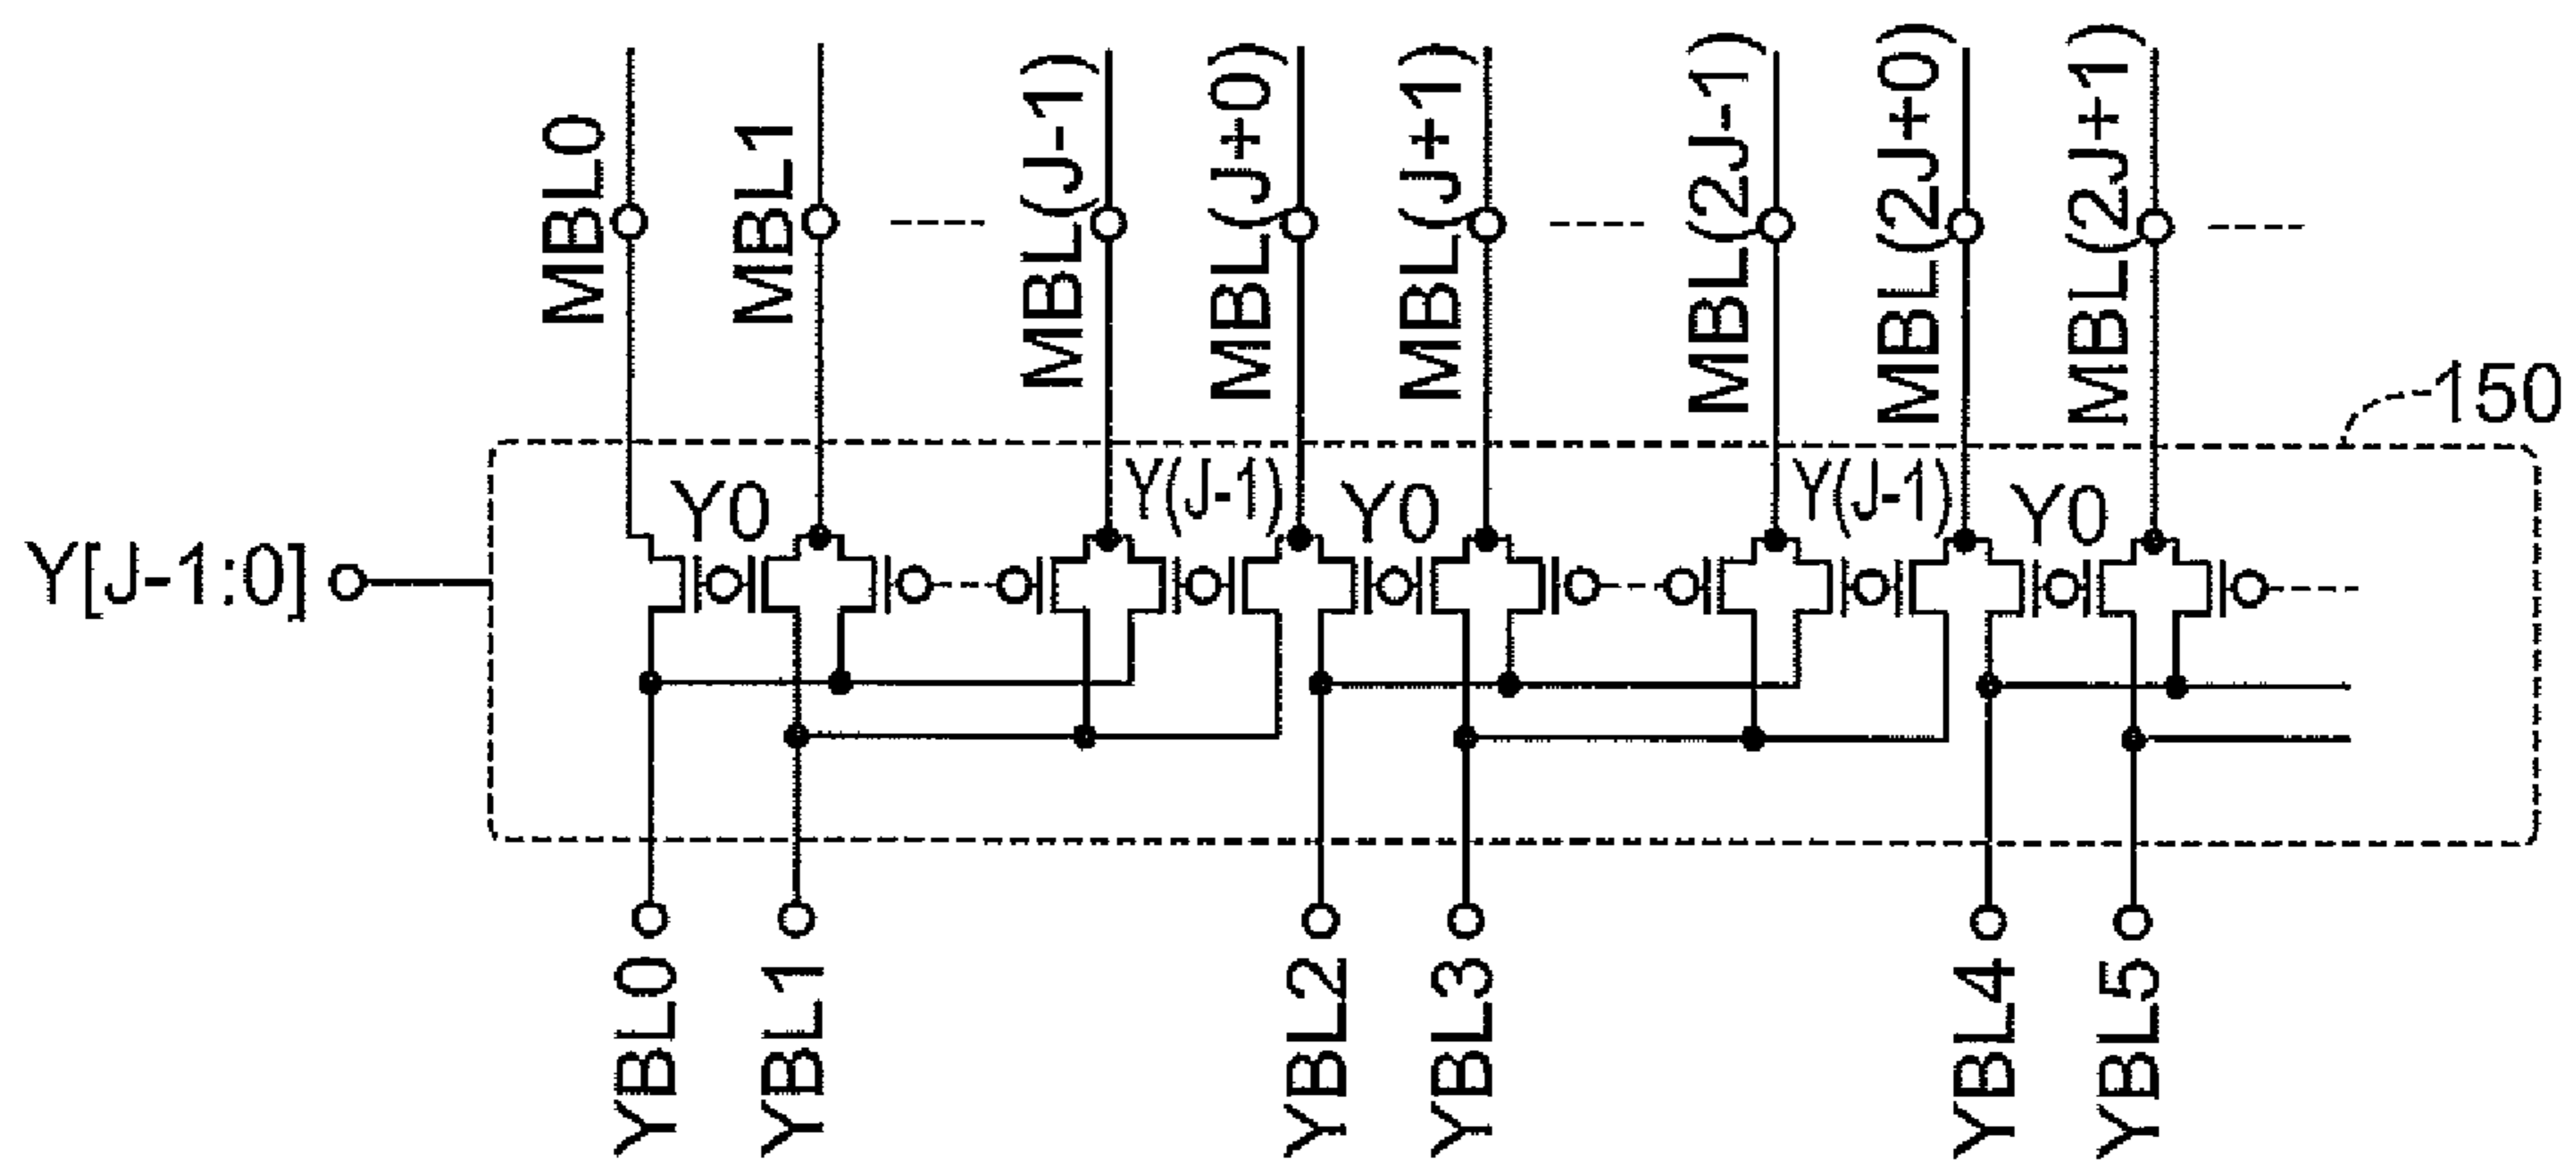 MBL0
MBL1
MBL(J-1)
MBL(J+0)
MBL(J+1)
MBL(2J-1)
MBL(2J+0)
MBL(2J+1)
150
Y0
Y(J-1)
Y0
Y(J-1)
Y0
Y[J-1:0]
YBL0
YBL1
YBL2
YBL3
YBL4
YBL5